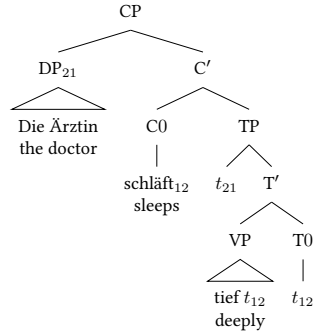 CP
DP₂₁ C′
Die Ärztin C0 TP
the doctor
schläft₁₂ t₂₁ T′
sleeps
VP T0
tief t₁₂ t₁₂
deeply